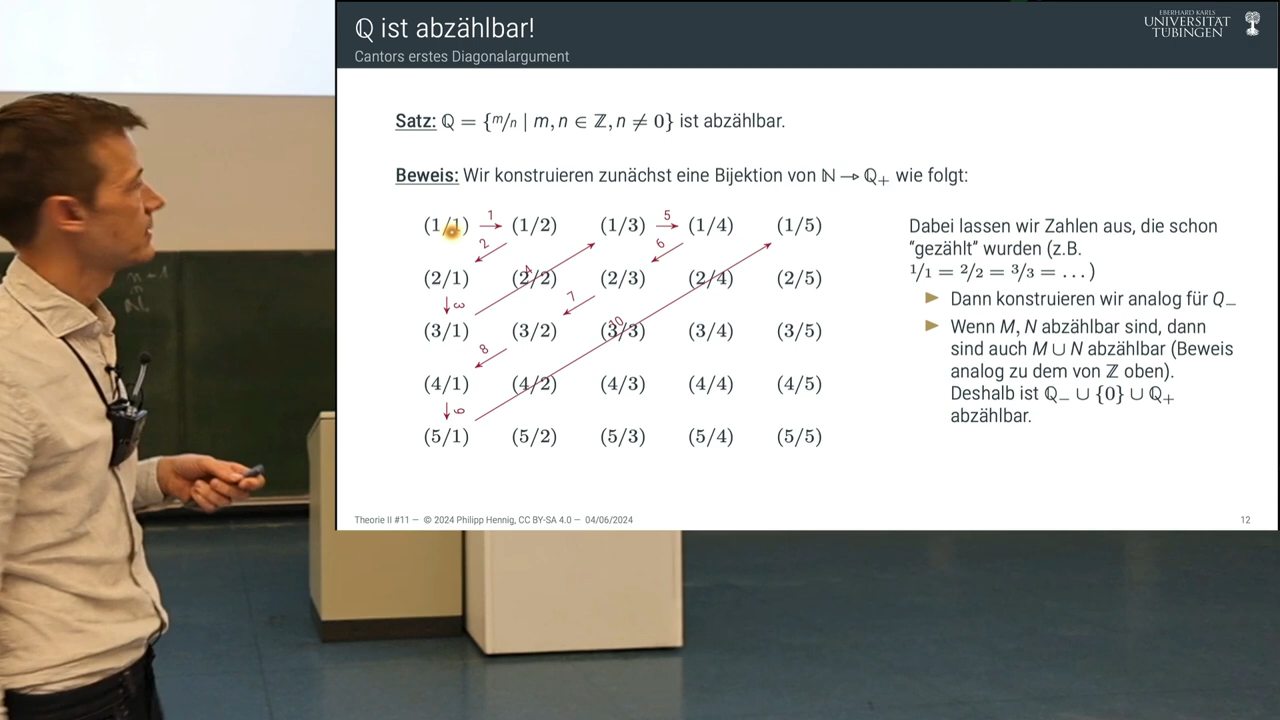 ℚ ist abzählbar!
Cantors erstes Diagonalargument
EBERHARD KARLS
UNIVERSITÄT
TÜBINGEN
Satz: ℚ = {m/n | m, n ∈ ℤ, n ≠ 0} ist abzählbar.
Beweis: Wir konstruieren zunächst eine Bijektion von ℕ → ℚ₊ wie folgt:
(1/1) 1 (1/2) (1/3) 5 (1/4) (1/5)
2 6
(2/1) (2/2) 4 (2/3) (2/4) (2/5)
3 7
(3/1) (3/2) (3/3) 10 (3/4) (3/5)
8
(4/1) (4/2) (4/3) (4/4) (4/5)
9
(5/1) (5/2) (5/3) (5/4) (5/5)
Dabei lassen wir Zahlen aus, die schon
"gezählt" wurden (z.B.
1/1 = 2/2 = 3/3 = ...)
Dann konstruieren wir analog für Q₋
Wenn M, N abzählbar sind, dann
sind auch M ∪ N abzählbar (Beweis
analog zu dem von ℤ oben).
Deshalb ist ℚ₋ ∪ {0} ∪ ℚ₊
abzählbar.
Theorie II #11 — © 2024 Philipp Hennig, CC BY-SA 4.0 — 04/06/2024
12